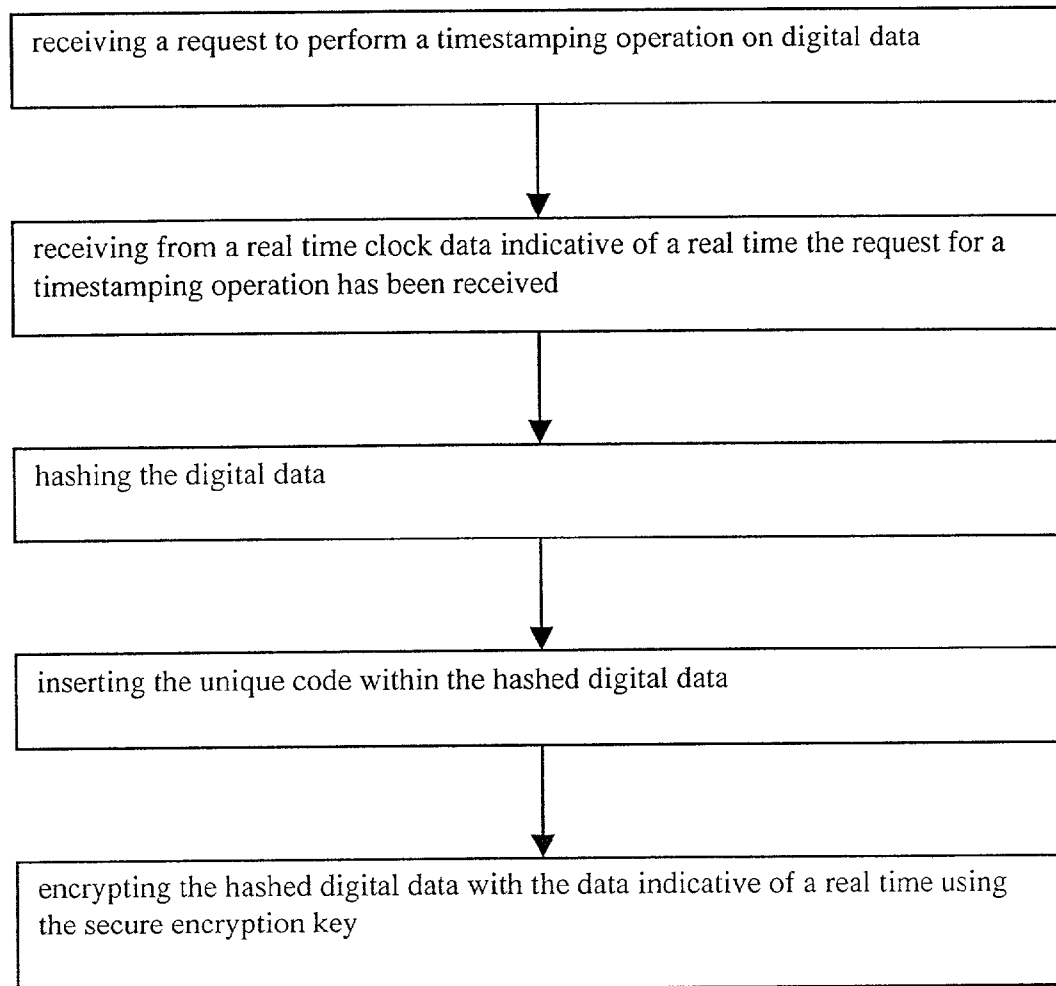 receiving a request to perform a timestamping operation on digital data
receiving from a real time clock data indicative of a real time the request for a
timestamping operation has been received
hashing the digital data
inserting the unique code within the hashed digital data
encrypting the hashed digital data with the data indicative of a real time using
the secure encryption key